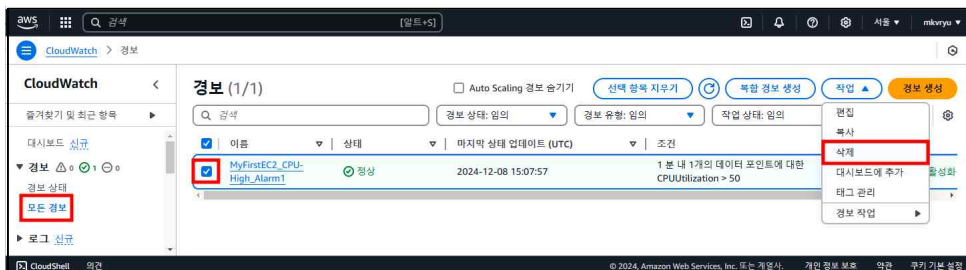 aws 검색 [알트+S] 서울 ▼ mkvryu ▼
CloudWatch > 경보
CloudWatch
즐겨찾기 및 최근 항목
대시보드 신규
경보 0 1 0
경보 상태
모든 경보
로그 신규
경보 (1/1) Auto Scaling 경보 숨기기 선택 항목 지우기 복합 경보 생성 작업 ▲ 경보 생성
검색 경보 상태: 임의 경보 유형: 임의 작업 상태: 임의
이름 상태 마지막 상태 업데이트 (UTC) 조건
MyFirstEC2_CPU-High_Alarm1 정상 2024-12-08 15:07:57 1 분 내 1개의 데이터 포인트에 대한
CPUUtilization > 50
편집
복사
삭제
대시보드에 추가
태그 관리
경보 작업
CloudShell 의견 © 2024, Amazon Web Services, Inc. 또는 계열사. 개인 정보 보호 약관 쿠키 기본 설정